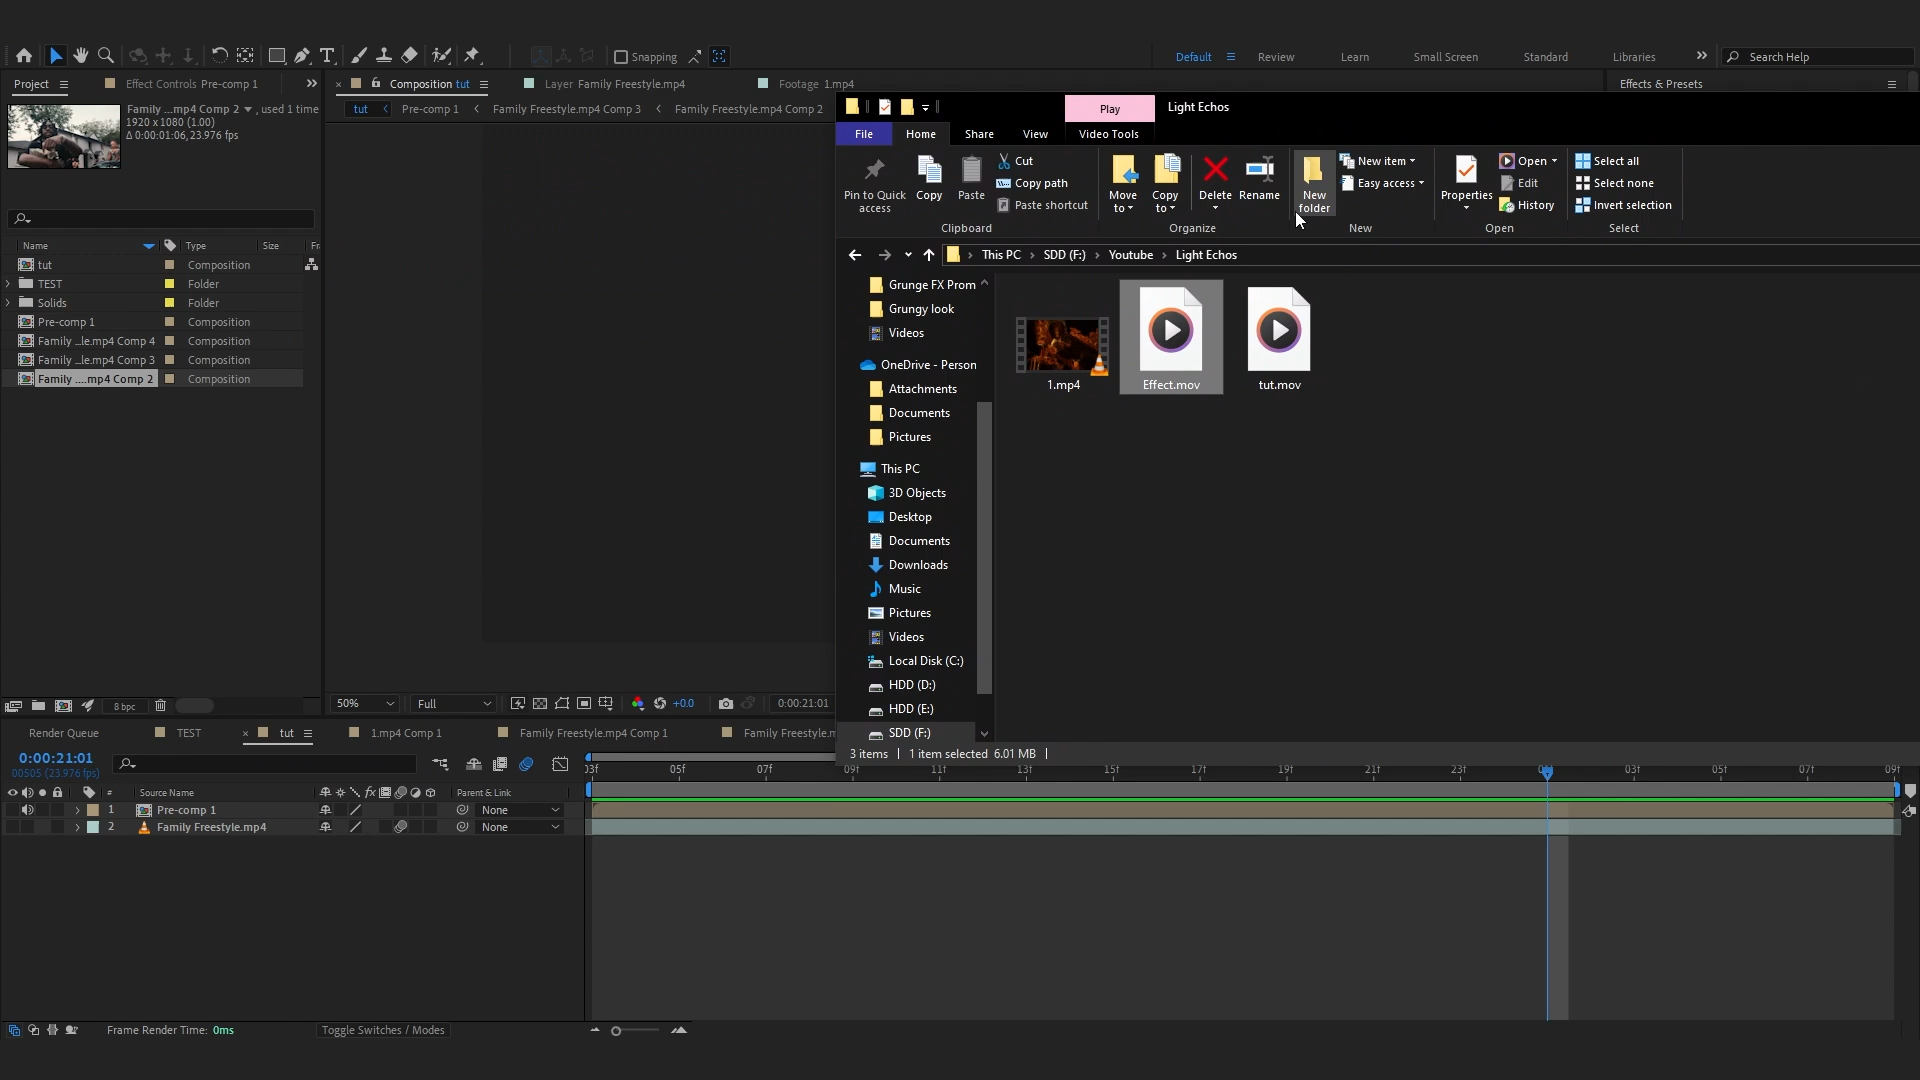 Snapping
Default
Review
Learn
Small Screen
Standard
Libraries
Search Help
Project
Effect Controls Pre-comp 1
Composition tut
Layer Family Freestyle.mp4
Footage 1.mp4
Effects & Presets
Family ...mp4 Comp 2 , used 1 time
1920 x 1080 (1.00)
Δ 0:00:01:06, 23.976 fps
tut
Pre-comp 1
Family Freestyle.mp4 Comp 3
Family Freestyle.mp4 Comp 2
Play
Light Echos
File
Home
Share
View
Video Tools
Pin to Quick access
Copy
Paste
Cut
Copy path
Paste shortcut
Move to
Copy to
Delete
Rename
New folder
New item
Easy access
Properties
Open
Edit
History
Select all
Select none
Invert selection
Clipboard
Organize
New
Open
Select
This PC
SDD (F:)
Youtube
Light Echos
Name
Type
Size
Fr
tut
Composition
TEST
Folder
Solids
Folder
Pre-comp 1
Composition
Family ...le.mp4 Comp 4
Composition
Family ...le.mp4 Comp 3
Composition
Family ....mp4 Comp 2
Composition
Grunge FX Prom
Grungy look
Videos
OneDrive - Person
Attachments
Documents
Pictures
This PC
3D Objects
Desktop
Documents
Downloads
Music
Pictures
Videos
Local Disk (C:)
HDD (D:)
HDD (E:)
SDD (F:)
1.mp4
Effect.mov
tut.mov
3 items
1 item selected 6.01 MB
8 bpc
50%
Full
+0.0
0:00:21:01
Render Queue
TEST
tut
1.mp4 Comp 1
Family Freestyle.mp4 Comp 1
Family Freestyle.m
0:00:21:01
00505 (23.976 fps)
03f
05f
07f
09f
11f
13f
15f
17f
19f
21f
23f
03f
05f
07f
09f
#
Source Name
Parent & Link
1
Pre-comp 1
None
2
Family Freestyle.mp4
None
Frame Render Time: 0ms
Toggle Switches / Modes